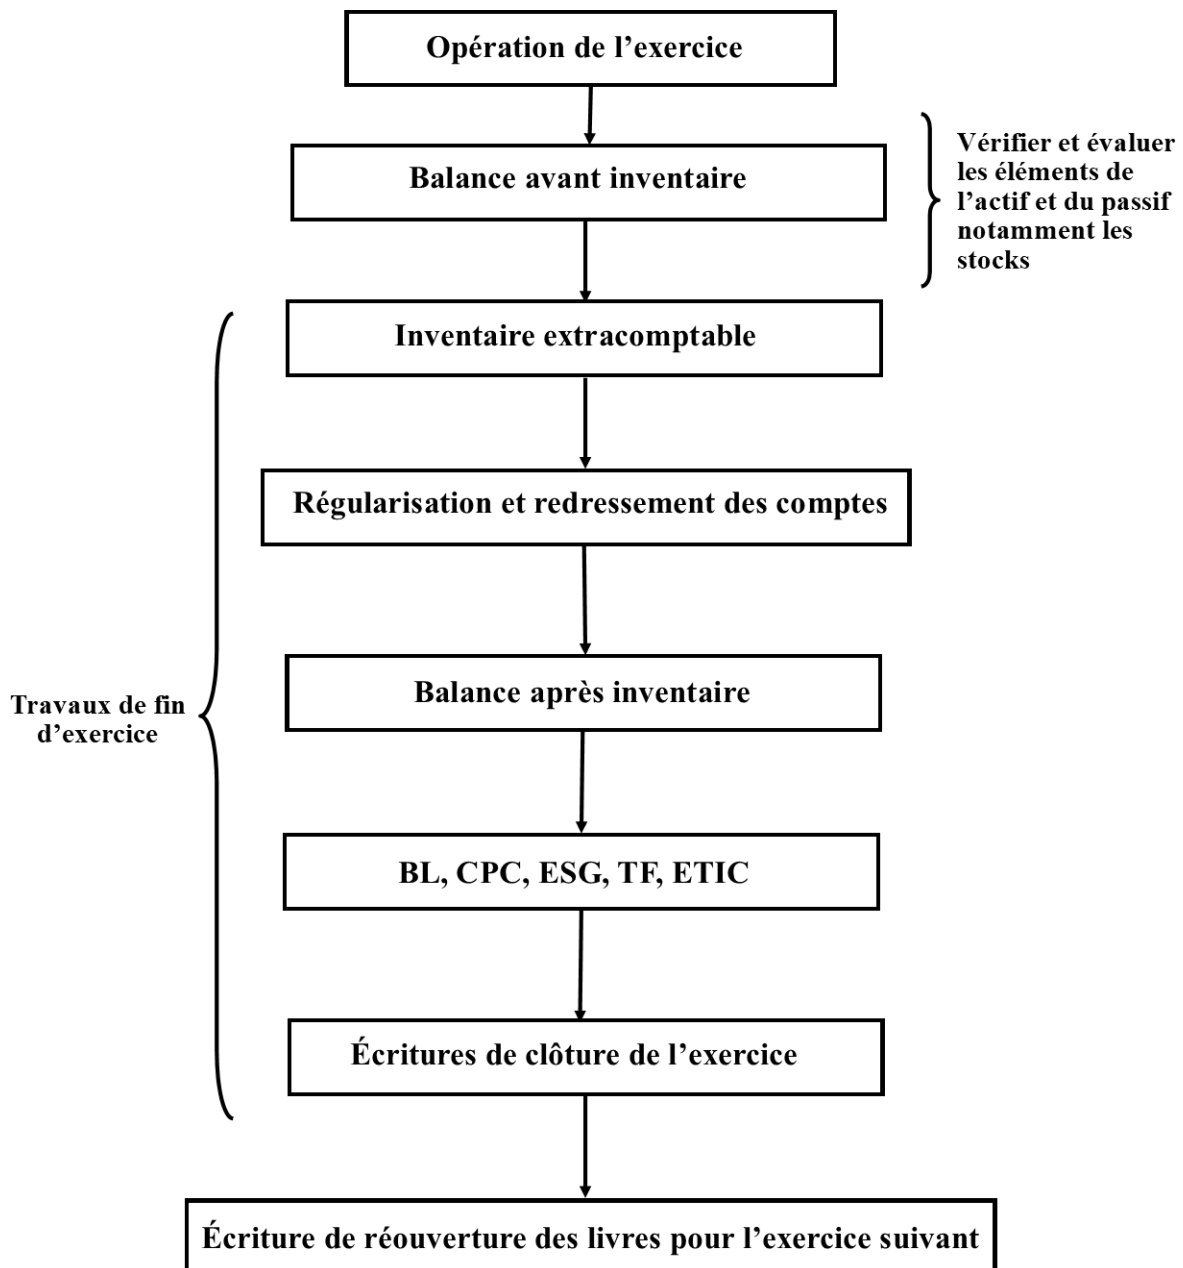 Opération de l’exercice
Balance avant inventaire
Vérifier et évaluer
les éléments de
l’actif et du passif
notamment les
stocks
Inventaire extracomptable
Régularisation et redressement des comptes
Balance après inventaire
Travaux de fin
d’exercice
BL, CPC, ESG, TF, ETIC
Écritures de clôture de l’exercice
Écriture de réouverture des livres pour l’exercice suivant